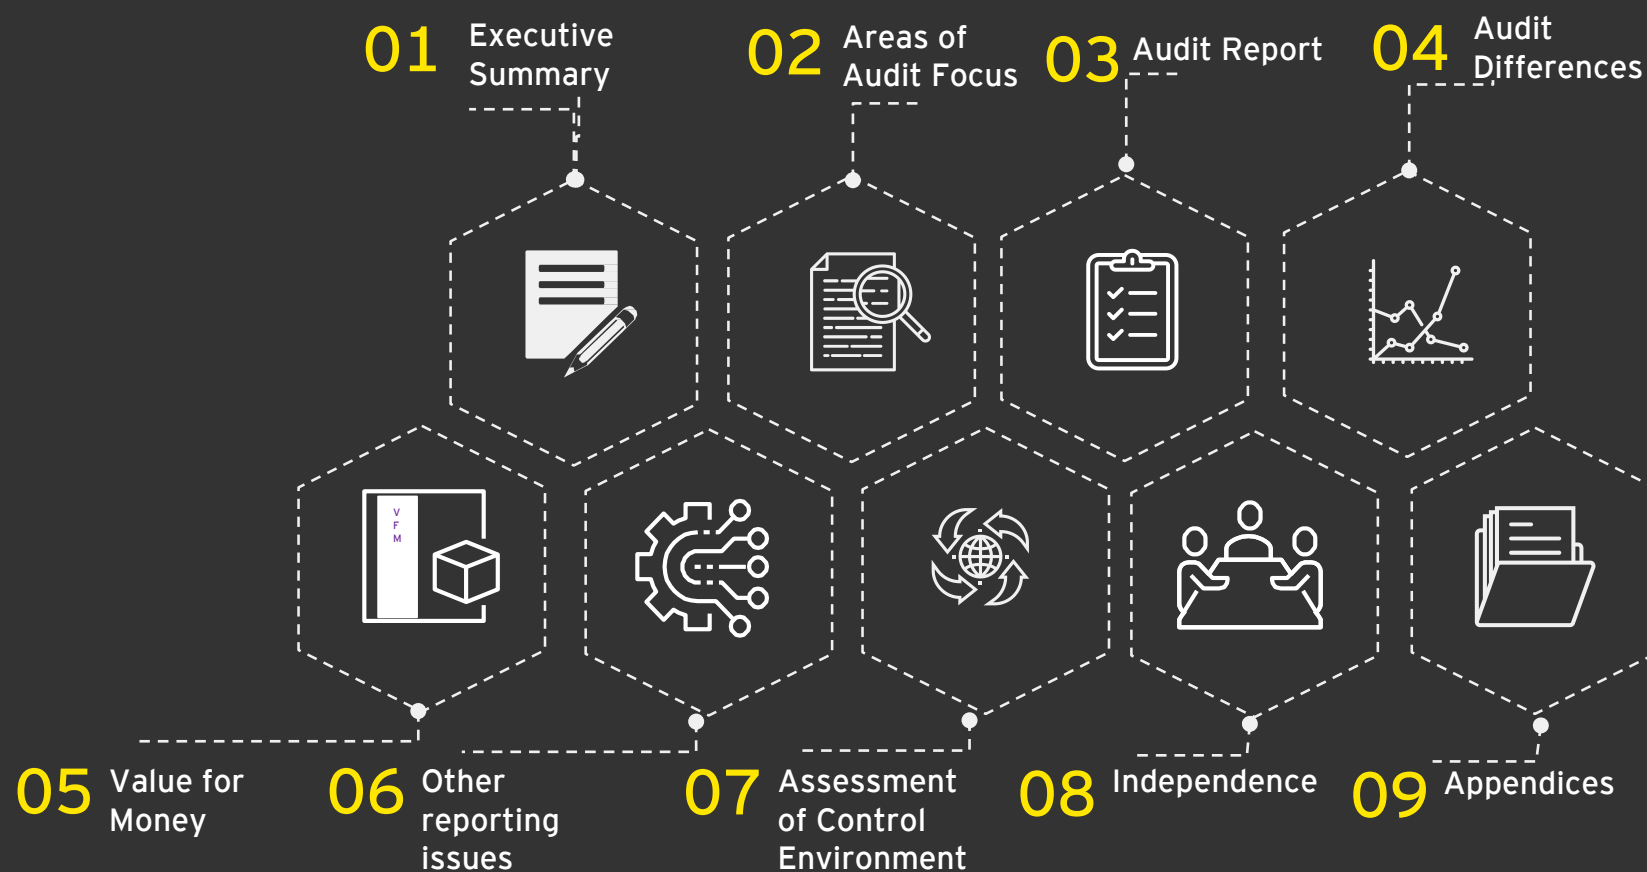 01
Executive
Summary
02
Areas of
Audit Focus
03
Audit Report
04
Audit
Differences
V
F
M
05
Value for
Money
06
Other
reporting
issues
07
Assessment
of Control
Environment
08
Independence
09
Appendices